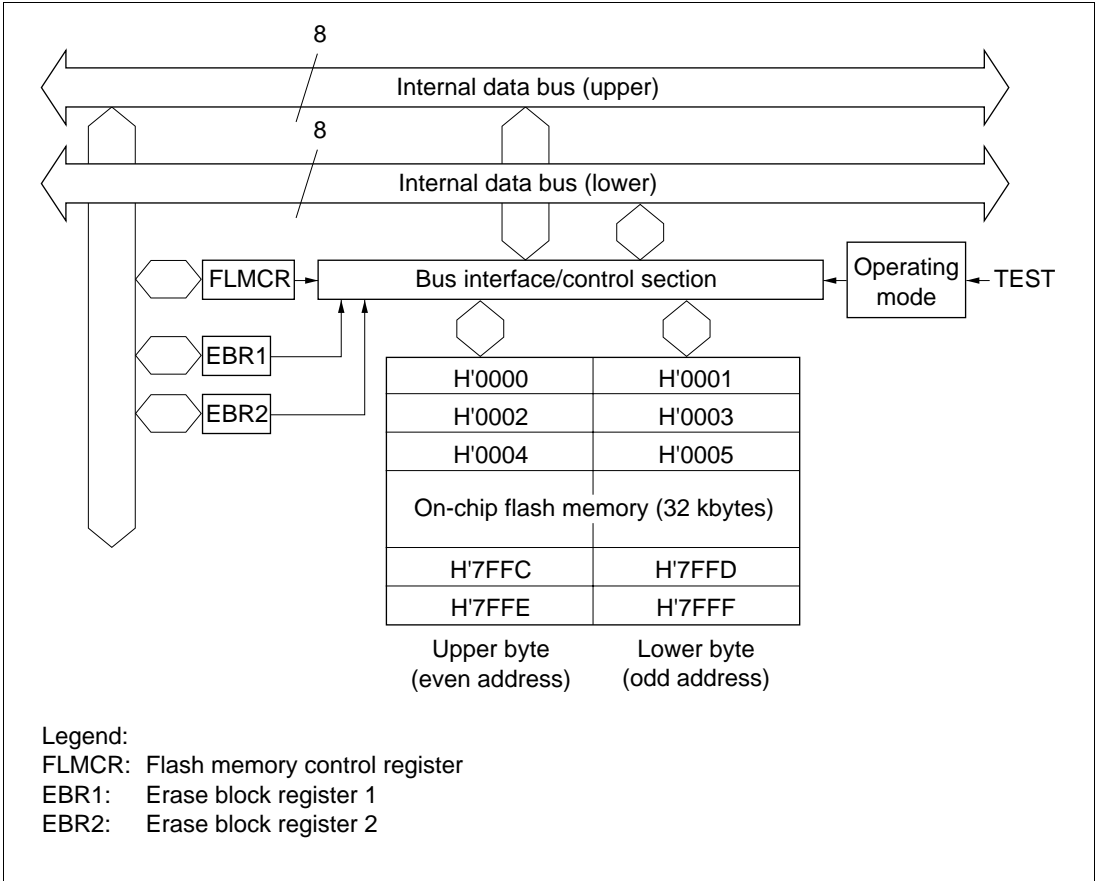 8
Internal data bus (upper)
8
Internal data bus (lower)
FLMCR
Bus interface/control section
Operating
mode
TEST
EBR1
EBR2
H'0000 H'0001
H'0002 H'0003
H'0004 H'0005
On-chip flash memory (32 kbytes)
H'7FFC H'7FFD
H'7FFE H'7FFF
Upper byte Lower byte
(even address) (odd address)
Legend:
FLMCR: Flash memory control register
EBR1: Erase block register 1
EBR2: Erase block register 2